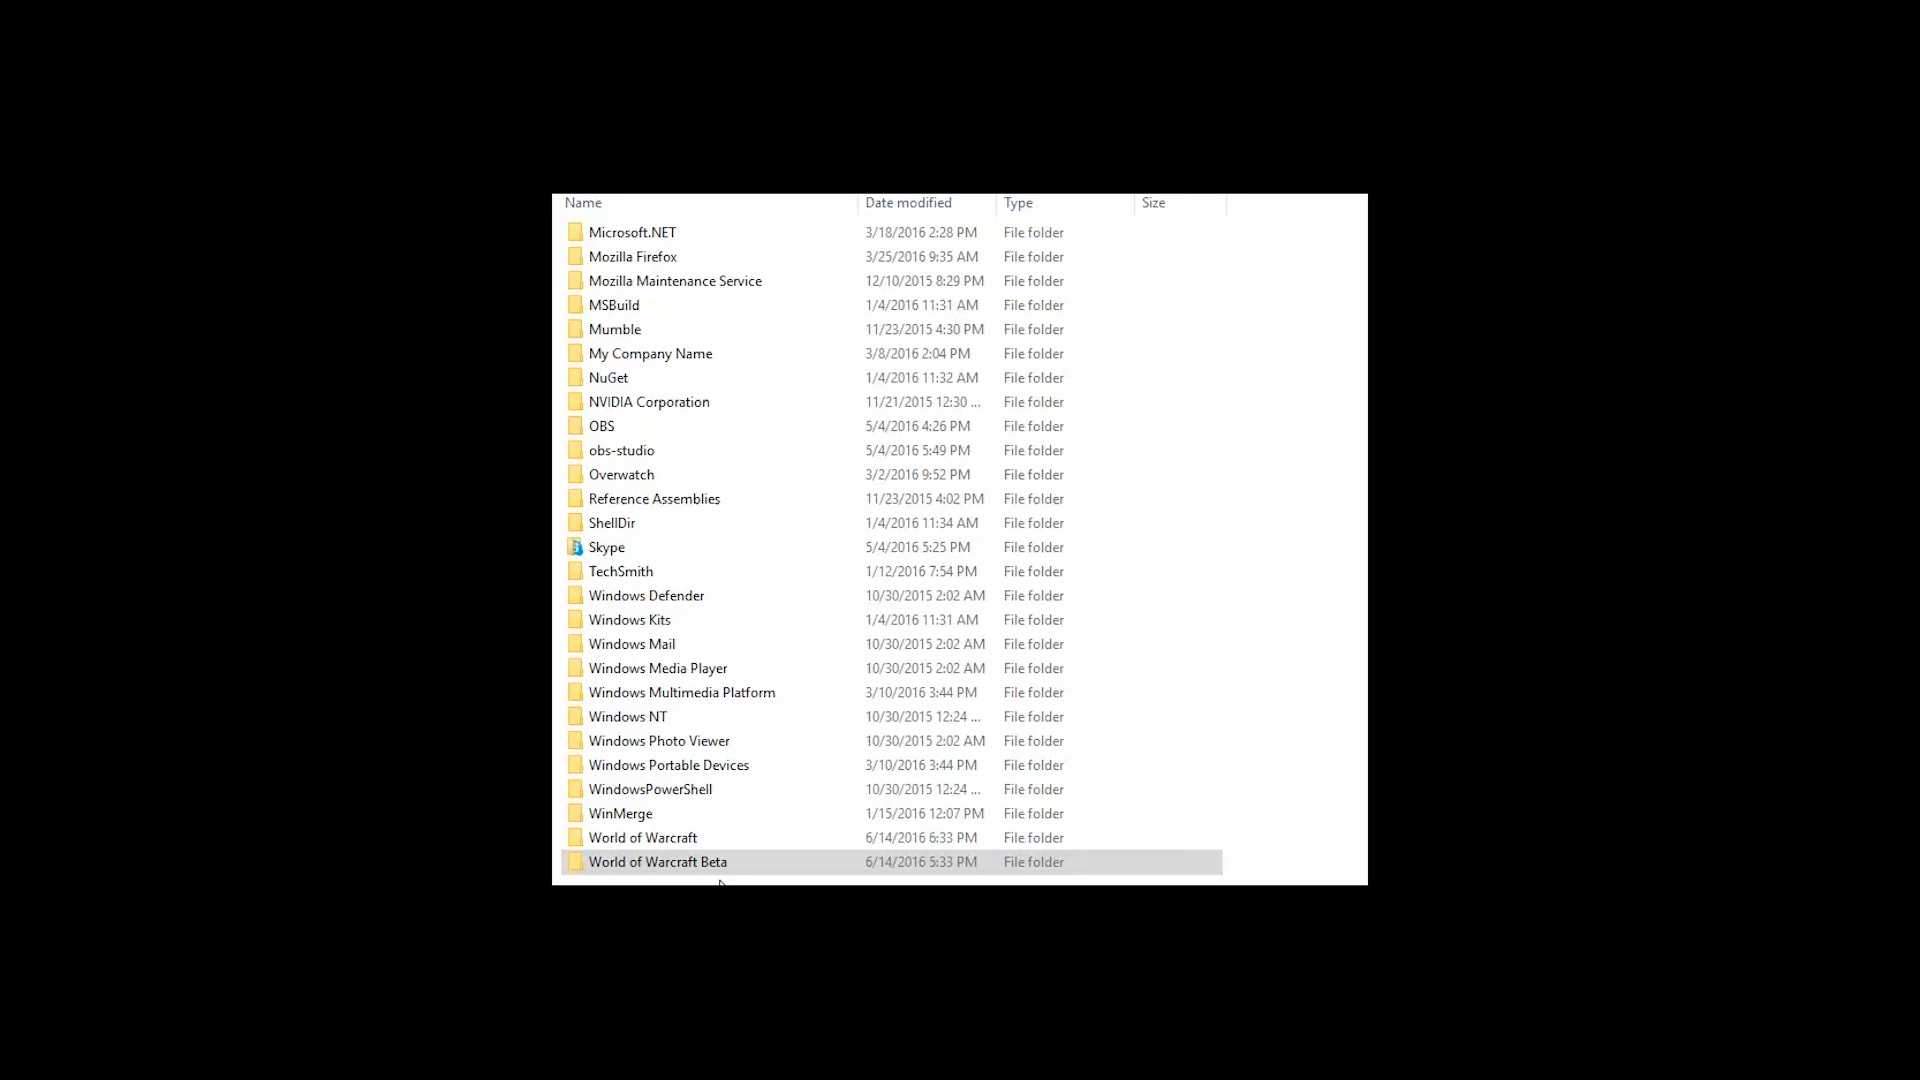 Name Date modified Type Size
Microsoft.NET 3/18/2016 2:28 PM File folder
Mozilla Firefox 3/25/2016 9:35 AM File folder
Mozilla Maintenance Service 12/10/2015 8:29 PM File folder
MSBuild 1/4/2016 11:31 AM File folder
Mumble 11/23/2015 4:30 PM File folder
My Company Name 3/8/2016 2:04 PM File folder
NuGet 1/4/2016 11:32 AM File folder
NVIDIA Corporation 11/21/2015 12:30 ... File folder
OBS 5/4/2016 4:26 PM File folder
obs-studio 5/4/2016 5:49 PM File folder
Overwatch 3/2/2016 9:52 PM File folder
Reference Assemblies 11/23/2015 4:02 PM File folder
ShellDir 1/4/2016 11:34 AM File folder
Skype 5/4/2016 5:25 PM File folder
TechSmith 1/12/2016 7:54 PM File folder
Windows Defender 10/30/2015 2:02 AM File folder
Windows Kits 1/4/2016 11:31 AM File folder
Windows Mail 10/30/2015 2:02 AM File folder
Windows Media Player 10/30/2015 2:02 AM File folder
Windows Multimedia Platform 3/10/2016 3:44 PM File folder
Windows NT 10/30/2015 12:24 ... File folder
Windows Photo Viewer 10/30/2015 2:02 AM File folder
Windows Portable Devices 3/10/2016 3:44 PM File folder
WindowsPowerShell 10/30/2015 12:24 ... File folder
WinMerge 1/15/2016 12:07 PM File folder
World of Warcraft 6/14/2016 6:33 PM File folder
World of Warcraft Beta 6/14/2016 5:33 PM File folder